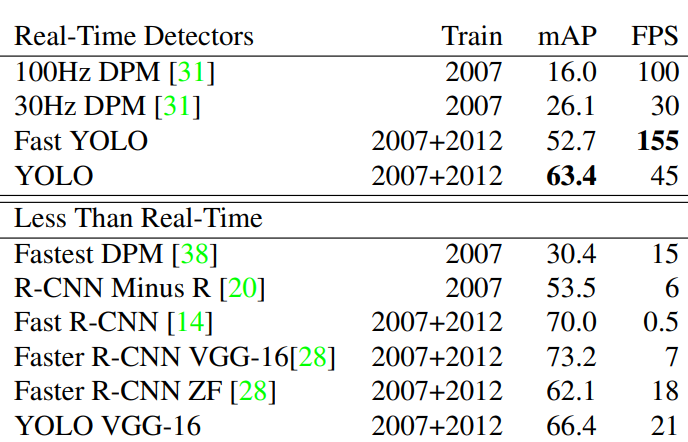 Real-Time Detectors Train mAP FPS
100Hz DPM [31] 2007 16.0 100
30Hz DPM [31] 2007 26.1 30
Fast YOLO 2007+2012 52.7 155
YOLO 2007+2012 63.4 45
Less Than Real-Time
Fastest DPM [38] 2007 30.4 15
R-CNN Minus R [20] 2007 53.5 6
Fast R-CNN [14] 2007+2012 70.0 0.5
Faster R-CNN VGG-16[28] 2007+2012 73.2 7
Faster R-CNN ZF [28] 2007+2012 62.1 18
YOLO VGG-16 2007+2012 66.4 21